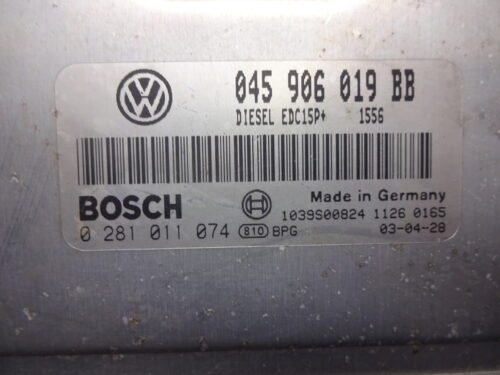 045 906 019 BB
DIESEL EDC15P+ 1556
BOSCH
Made in Germany
1039S00824 1126 0165
0 281 011 074 810 BPG 03-04-28